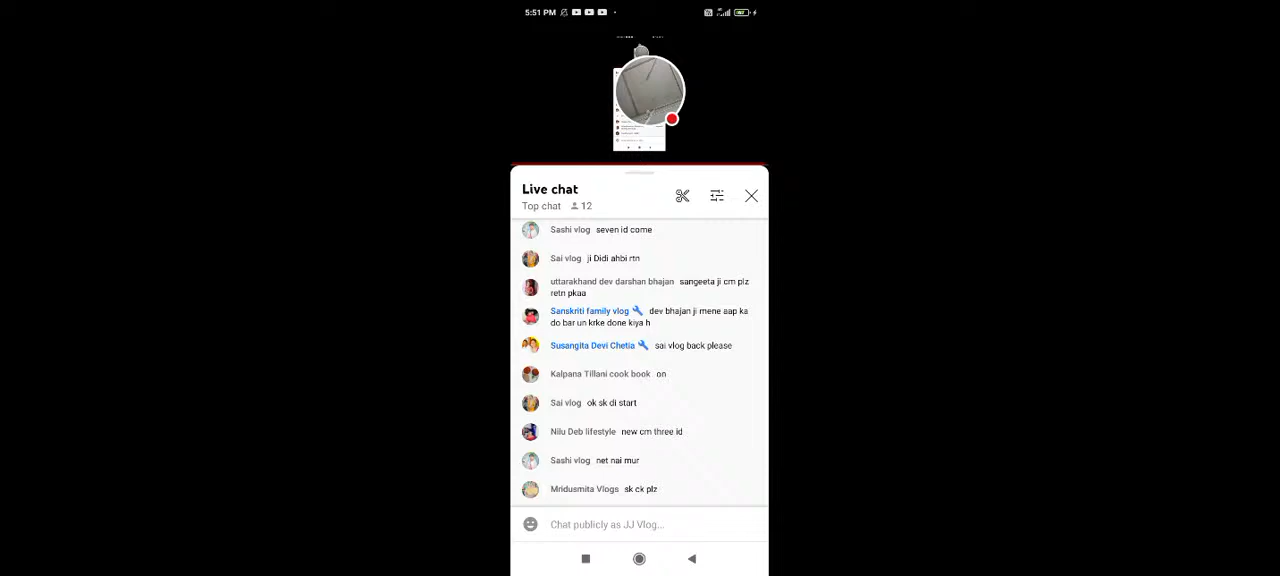 5:51 PM
Live chat
Top chat 12
Sashi vlog seven id come
Sai vlog ji Didi ahbi rtn
uttarakhand dev darshan bhajan sangeeta ji cm plz
retn pkaa
Sanskriti family vlog dev bhajan ji mene aap ka
do bar un krke done kiya h
Susangita Devi Chetia sai vlog back please
Kalpana Tillani cook book on
Sai vlog ok sk di start
Nilu Deb lifestyle new cm three id
Sashi vlog net nai mur
Mridusmita Vlogs sk ck plz
Chat publicly as JJ Vlog...